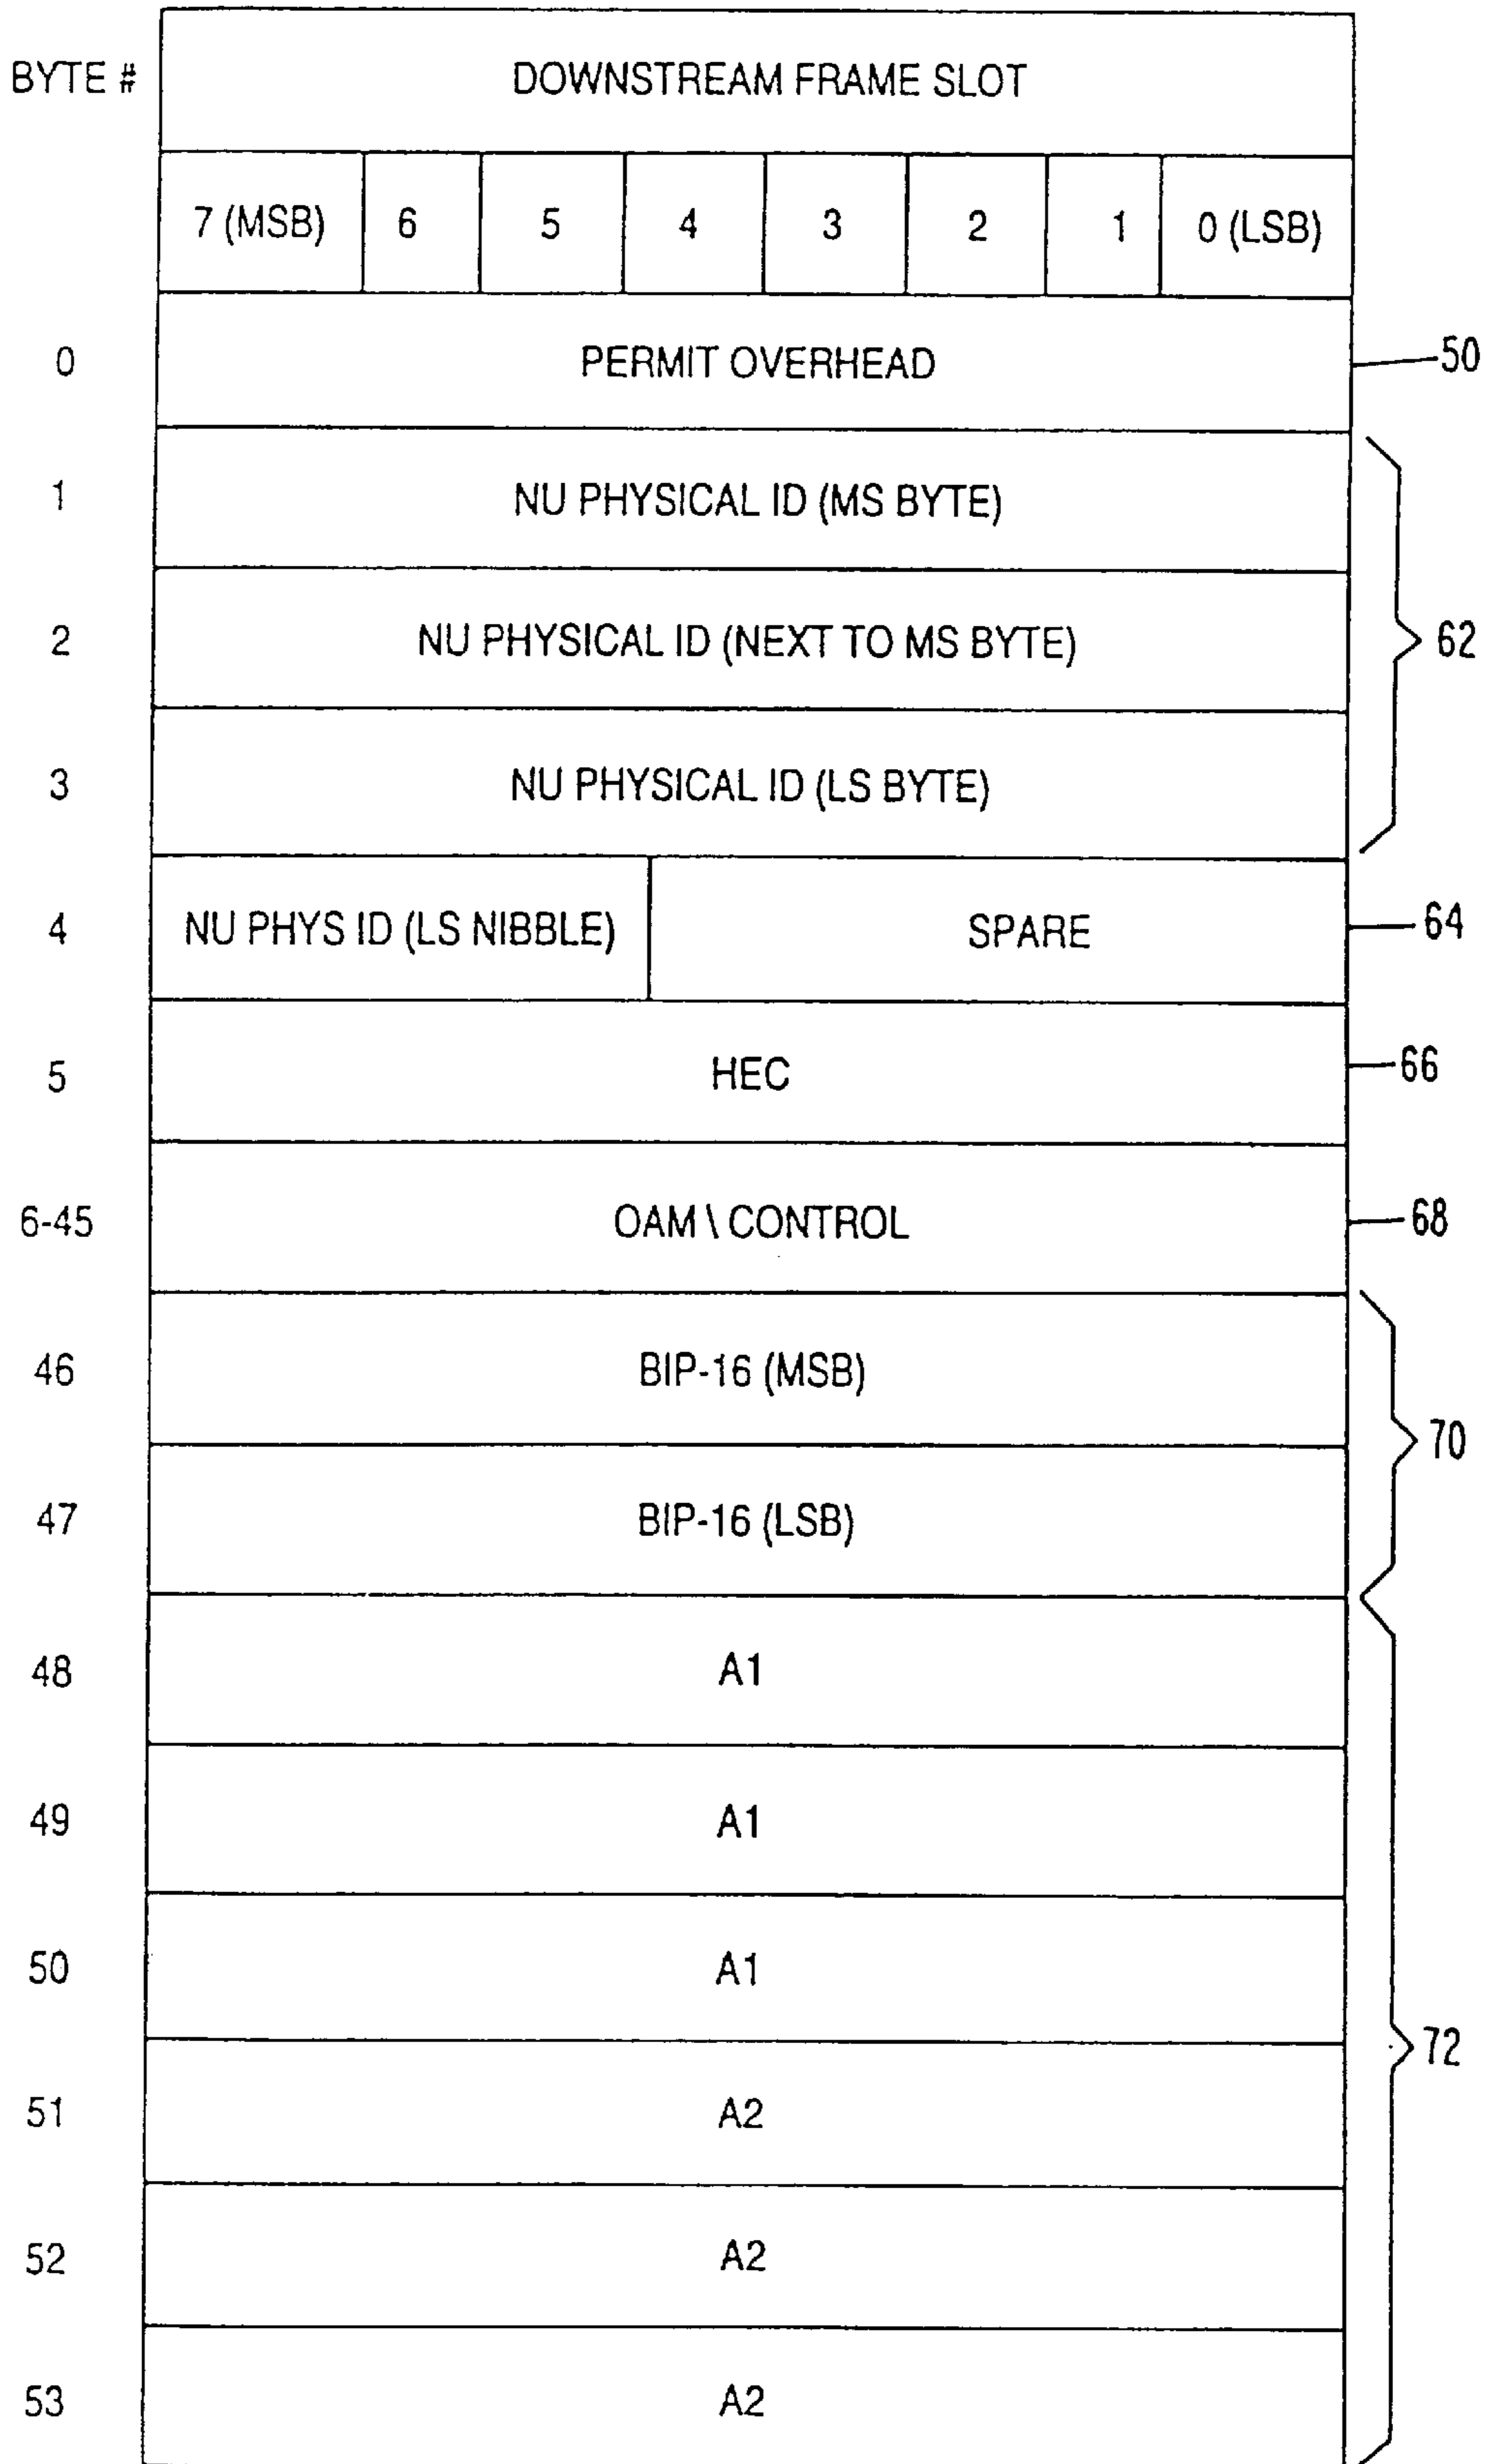 BYTE # DOWNSTREAM FRAME SLOT
7 (MSB) 6 5 4 3 2 1 0 (LSB)
0 PERMIT OVERHEAD 50
1 NU PHYSICAL ID (MS BYTE)
2 NU PHYSICAL ID (NEXT TO MS BYTE) 62
3 NU PHYSICAL ID (LS BYTE)
4 NU PHYS ID (LS NIBBLE) SPARE 64
5 HEC 66
6-45 OAM \ CONTROL 68
46 BIP-16 (MSB)
70
47 BIP-16 (LSB)
48 A1
49 A1
50 A1
72
51 A2
52 A2
53 A2